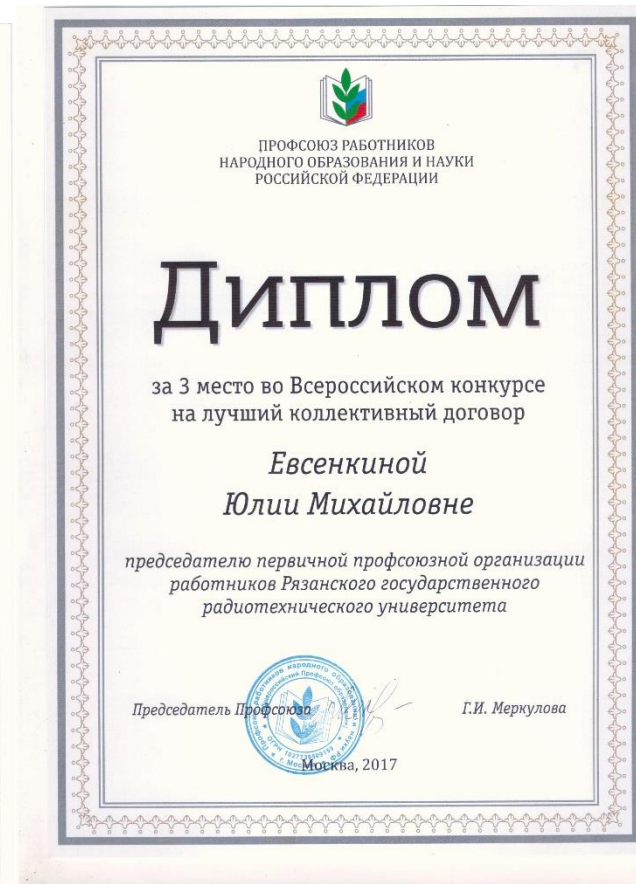 ПРОФСОЮЗ РАБОТНИКОВ
НАРОДНОГО ОБРАЗОВАНИЯ И НАУКИ
РОССИЙСКОЙ ФЕДЕРАЦИИ
Диплом
за 3 место во Всероссийском конкурсе
на лучший коллективный договор
Евсенкиной
Юлии Михайловне
председателю первичной профсоюзной организации
работников Рязанского государственного
радиотехнического университета
Председатель Профсоюза
Г.И. Меркулова
Москва, 2017